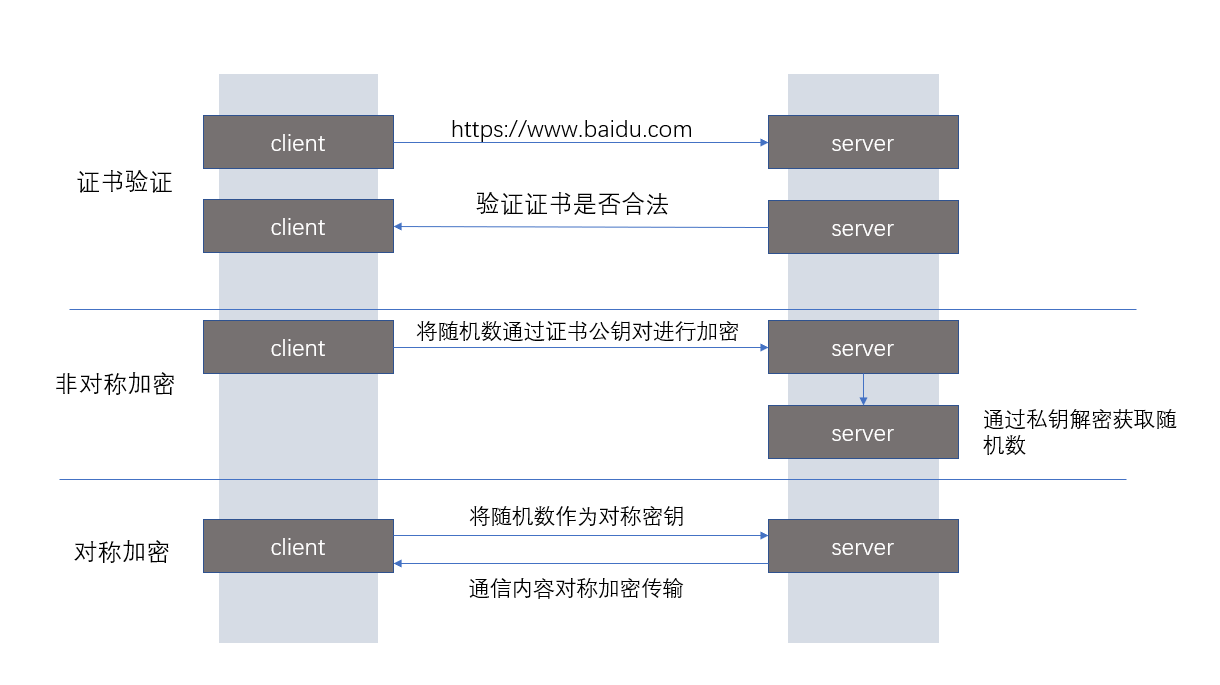 client
https://www.baidu.com
server
证书验证
client
验证证书是否合法
server
client
将随机数通过证书公钥对进行加密
server
非对称加密
server
通过私钥解密获取随
机数
对称加密
client
将随机数作为对称密钥
server
通信内容对称加密传输